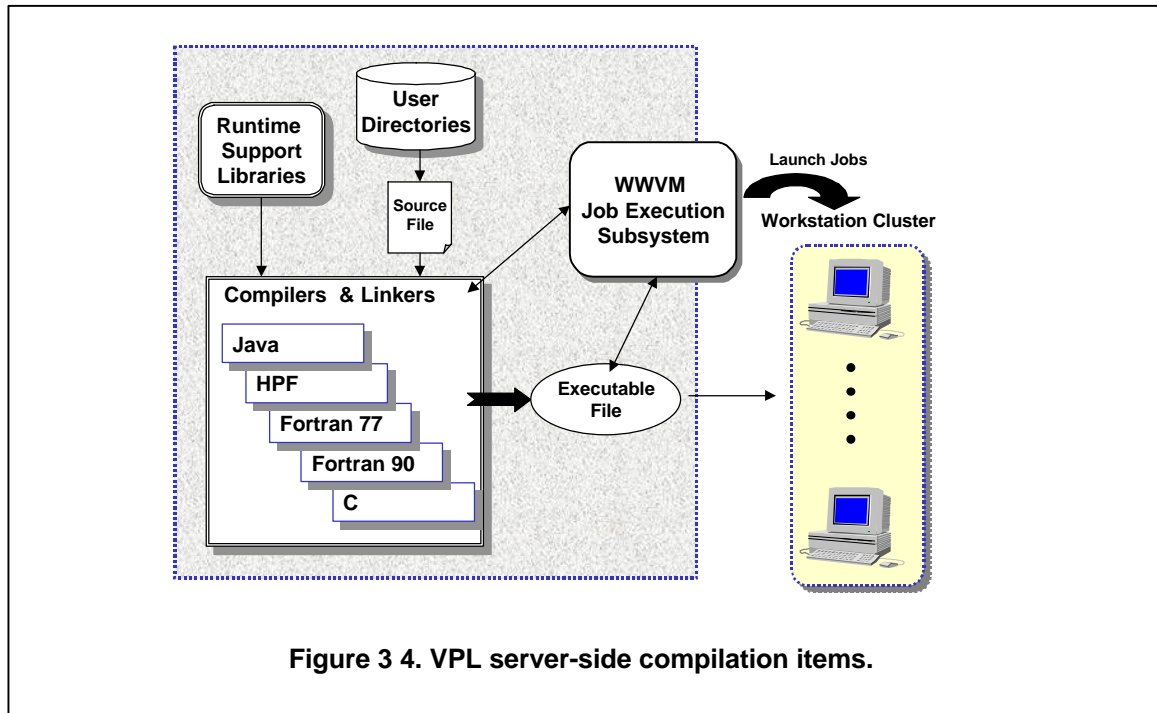 User
Directories
Runtime
Support
Libraries
Source
File
WWVM
Job Execution
Subsystem
Launch Jobs
Workstation Cluster
Compilers & Linkers
Java
HPF
Fortran 77
Fortran 90
C
Executable
File
Figure 3 4. VPL server-side compilation items.